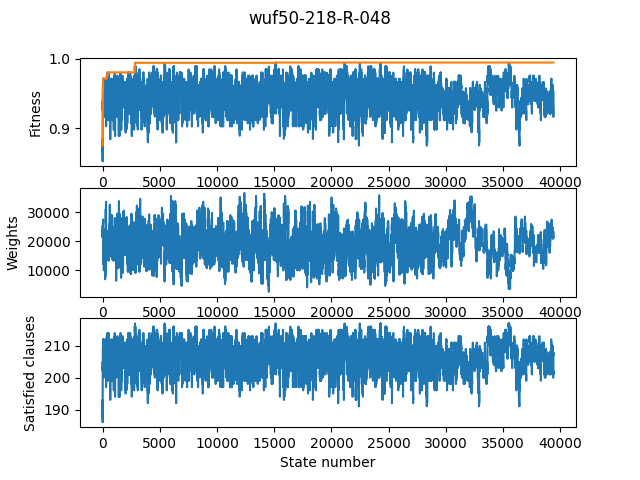 wuf50-218-R-048
1.0
0.9
Fitness
0 5000 10000 15000 20000 25000 30000 35000 40000
30000
20000
10000
Weights
0 5000 10000 15000 20000 25000 30000 35000 40000
210
200
190
Satisfied clauses
0 5000 10000 15000 20000 25000 30000 35000 40000
State number